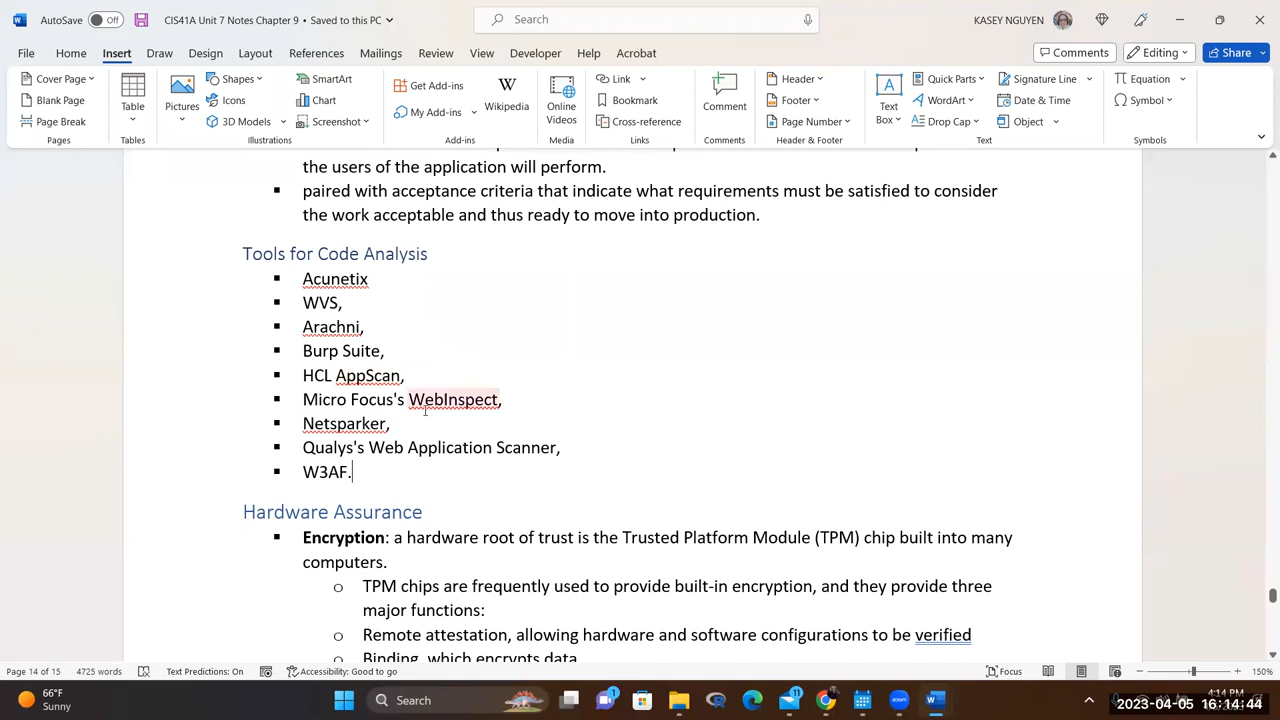 AutoSave Off CIS41A Unit 7 Notes Chapter 9 • Saved to this PC Search KASEY NGUYEN
File Home Insert Draw Design Layout References Mailings Review View Developer Help Acrobat Comments Editing Share
Cover Page Shapes SmartArt Get Add-ins Link Header Quick Parts Signature Line Equation
Blank Page Table Pictures Icons Chart My Add-ins Wikipedia Online Videos Bookmark Comment Footer Text Box WordArt Date & Time Symbol
Page Break 3D Models Screenshot Cross-reference Page Number Drop Cap Object
Pages Tables Illustrations Add-ins Media Links Comments Header & Footer Text Symbols
the users of the application will perform.
▪ paired with acceptance criteria that indicate what requirements must be satisfied to consider
the work acceptable and thus ready to move into production.
Tools for Code Analysis
▪ Acunetix
▪ WVS,
▪ Arachni,
▪ Burp Suite,
▪ HCL AppScan,
▪ Micro Focus's WebInspect,
▪ Netsparker,
▪ Qualys's Web Application Scanner,
▪ W3AF.
Hardware Assurance
▪ Encryption: a hardware root of trust is the Trusted Platform Module (TPM) chip built into many
computers.
o TPM chips are frequently used to provide built-in encryption, and they provide three
major functions:
o Remote attestation, allowing hardware and software configurations to be verified
o Binding, which encrypts data
Page 14 of 15 4725 words Text Predictions: On Accessibility: Good to go Focus 150%
66°F
Sunny
Search
1
11
zoom
4:14 PM
2023-04-05 16:14:44